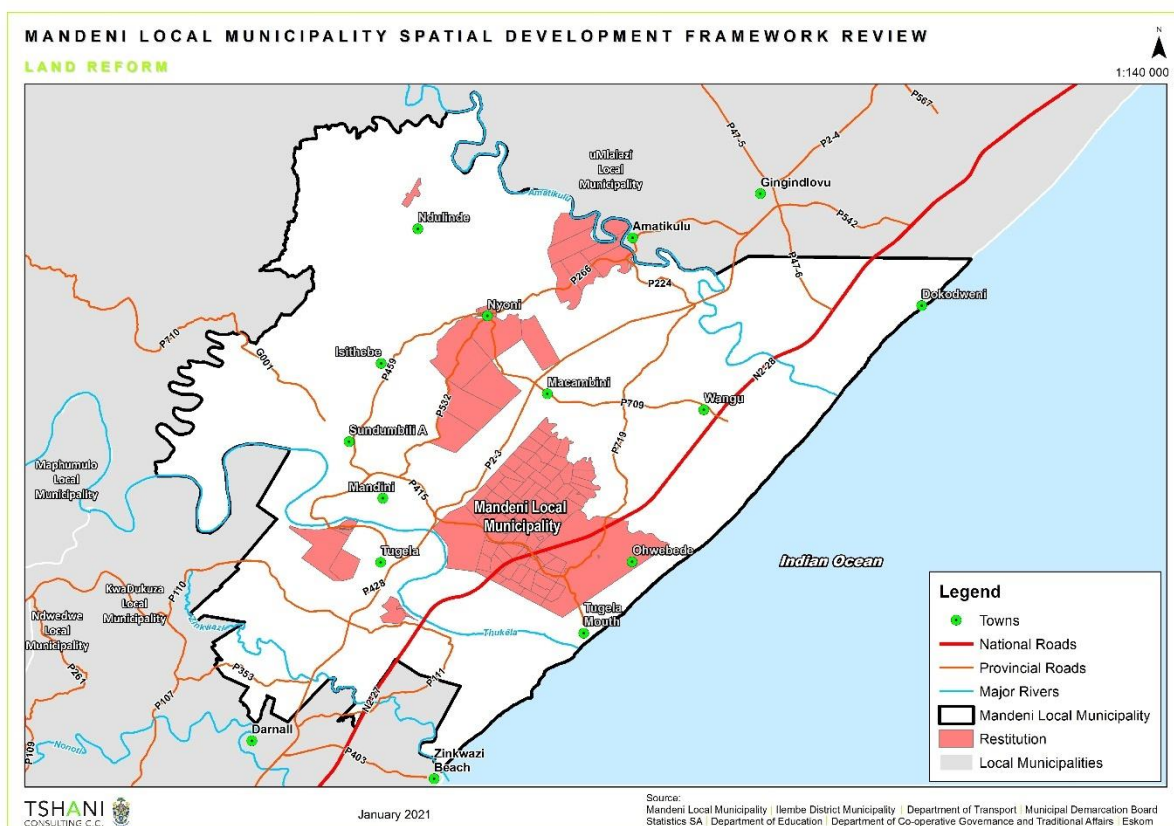 MANDENI LOCAL MUNICIPALITY SPATIAL DEVELOPMENT FRAMEWORK REVIEW
LAND REFORM
N
1:140 000
P567
P47-5
P2-4
uMlalazi
Local
Municipality
Gingindlovu
Amatikulu
Ndulinde
Amatikulu
P542
P266
P224
P47-6
Dokodweni
Nyoni
P710
G001
Isithebe
P459
N2-28
Macambini
P532
P709
Wangu
Sundumbili A
P719
P2-3
Maphumulo
Local
Municipality
Mandini
P415
Mandeni Local
Municipality
Tugela
Ohwebede
Indian Ocean
P428
KwaDukuza
Local
Municipality
P110
Ndwedwe
Local
Municipality
Zinkwazi
Tugela
Mouth
Thukela
P261
P353
P111
P107
N2-27
Darnall
Nonoti
P109
P403
Zinkwazi
Beach
Legend
Towns
National Roads
Provincial Roads
Major Rivers
Mandeni Local Municipality
Restitution
Local Municipalities
TSHANI
CONSULTING C.C.
January 2021
Source:
Mandeni Local Municipality | Ilembe District Municipality | Department of Transport | Municipal Demarcation Board
Statistics SA | Department of Education | Department of Co-operative Governance and Traditional Affairs | Eskom